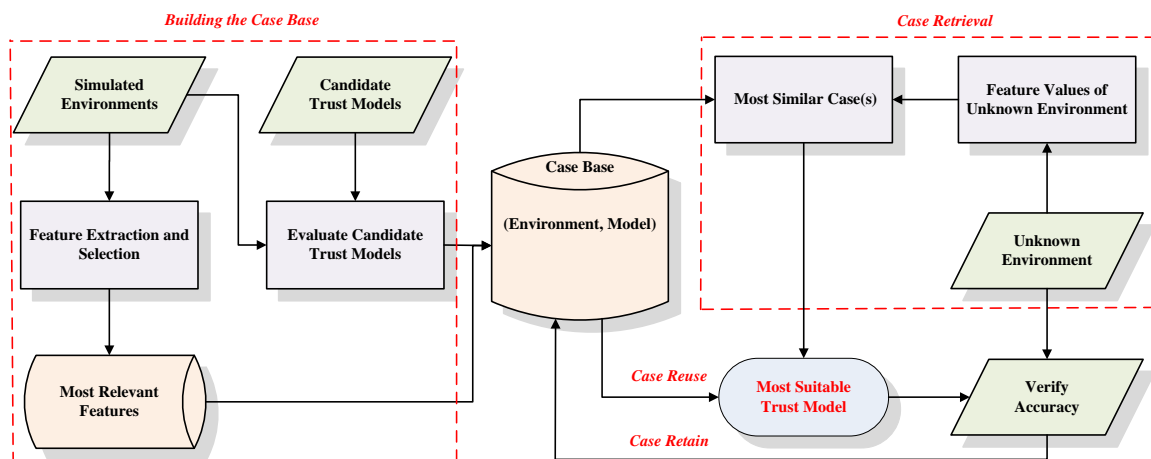 Building the Case Base
Case Retrieval
Simulated
Environments
Candidate
Trust Models
Most Similar Case(s)
Feature Values of
Unknown Environment
Case Base
(Environment, Model)
Feature Extraction and
Selection
Evaluate Candidate
Trust Models
Unknown
Environment
Most Relevant
Features
Case Reuse
Most Suitable
Trust Model
Verify
Accuracy
Case Retain